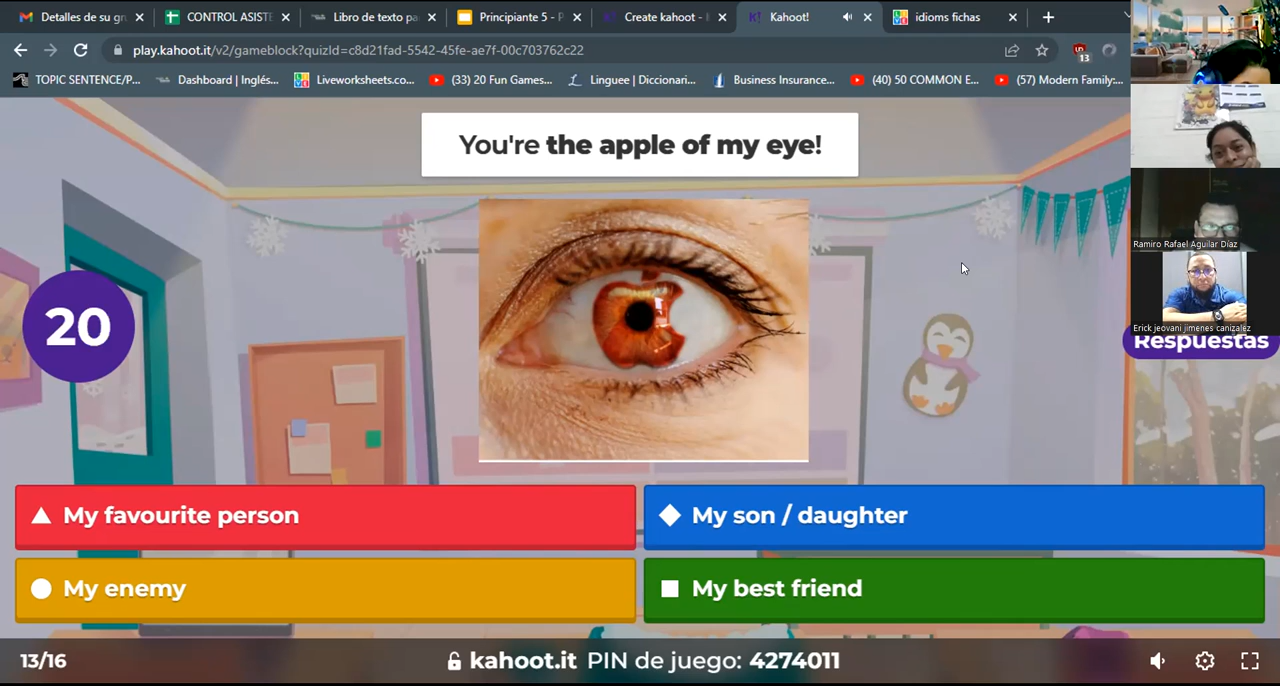 Detalles de su gr
CONTROL ASIST
Libro de texto pa
Principiante 5 - P
Create kahoot -
Kahoot!
idioms fichas
play.kahoot.it/v2/gameblock?quizId=c8d21fad-5542-45fe-ae7f-00c703762c22
13
TOPIC SENTENCE/P...
Dashboard | Inglés...
Liveworksheets.co...
(33) 20 Fun Games...
Linguee | Diccionari...
Business Insurance...
(40) 50 COMMON E...
(57) Modern Family:...
You're the apple of my eye!
Ramiro Rafael Aguilar Díaz
Erick jeovani jimenes canizalez
20
Respuestas
My favourite person
My son / daughter
My enemy
My best friend
13/16
kahoot.it PIN de juego: 4274011